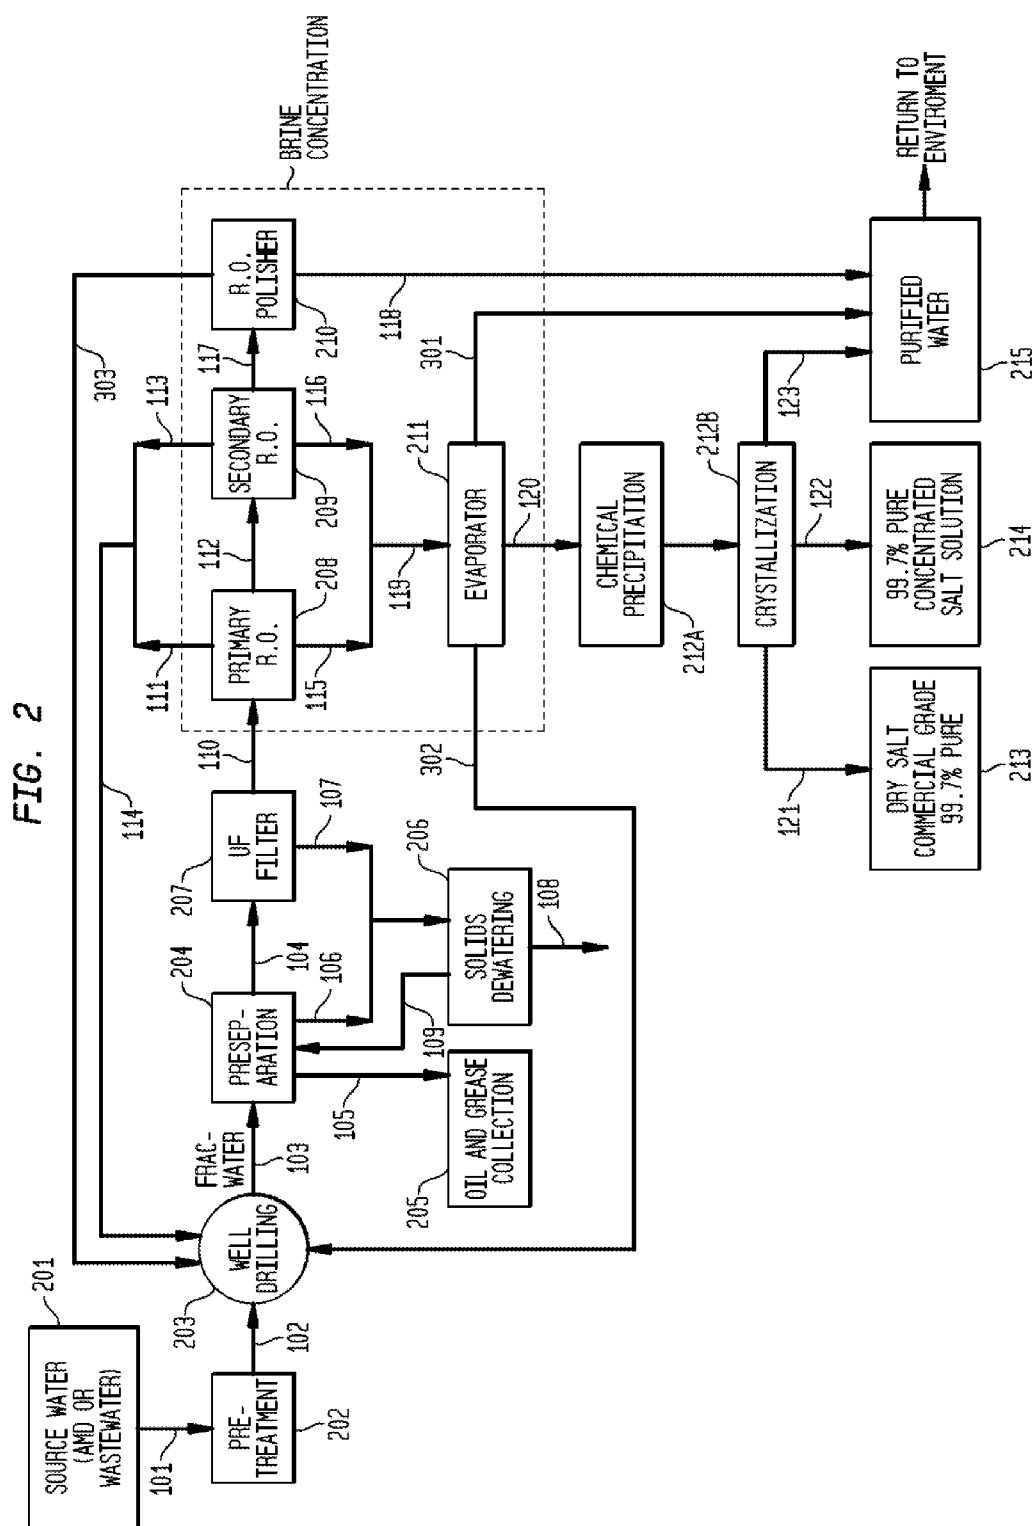 FIG. 2
SOURCE WATER
(AMD OR
WASTEWATER)
201
101
PRE-
TREATMENT
202
102
WELL
DRILLING
203
FRAC-
WATER
103
PRESEP-
ARATION
204
104
105
106
OIL AND GREASE
COLLECTION
205
109
SOLIDS
DEWATERING
206
108
UF
FILTER
207
107
110
114
303
BRINE
CONCENTRATION
PRIMARY
R.O.
208
111
115
112
SECONDARY
R.O.
209
113
116
117
R.O.
POLISHER
210
118
119
EVAPORATOR
211
301
302
120
CHEMICAL
PRECIPITATION
212A
CRYSTALLIZATION
212B
121
122
123
DRY SALT
COMMERCIAL GRADE
99.7% PURE
213
99.7% PURE
CONCENTRATED
SALT SOLUTION
214
PURIFIED
WATER
215
RETURN TO
ENVIROMENT